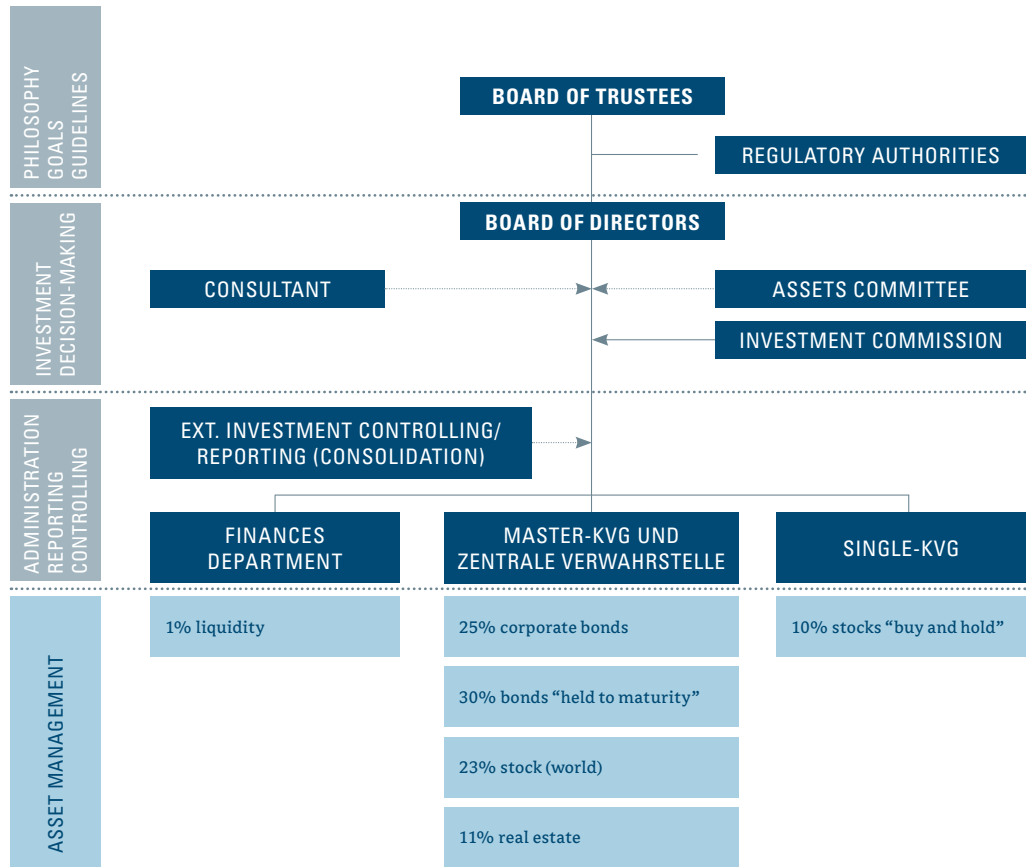 PHILOSOPHY
GOALS
GUIDELINES
BOARD OF TRUSTEES
REGULATORY AUTHORITIES
INVESTMENT
DECISION-MAKING
BOARD OF DIRECTORS
CONSULTANT
ASSETS COMMITTEE
INVESTMENT COMMISSION
ADMINISTRATION
REPORTING
CONTROLLING
EXT. INVESTMENT CONTROLLING/
REPORTING (CONSOLIDATION)
FINANCES
DEPARTMENT
MASTER-KVG UND
ZENTRALE VERWAHRSTELLE
SINGLE-KVG
ASSET MANAGEMENT
1% liquidity
25% corporate bonds
10% stocks “buy and hold”
30% bonds “held to maturity”
23% stock (world)
11% real estate